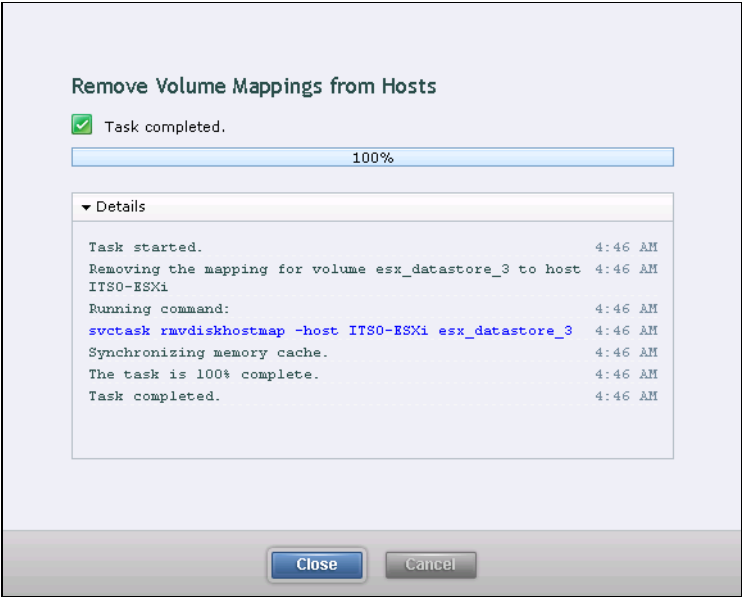 Remove Volume Mappings from Hosts
Task completed.
100%
Details
Task started. 4:46 AM
Removing the mapping for volume esx_datastore_3 to host 4:46 AM
ITSO-ESXi
Running command: 4:46 AM
svctask rmvdiskhostmap -host ITSO-ESXi esx_datastore_3 4:46 AM
Synchronizing memory cache. 4:46 AM
The task is 100% complete. 4:46 AM
Task completed. 4:46 AM
Close Cancel